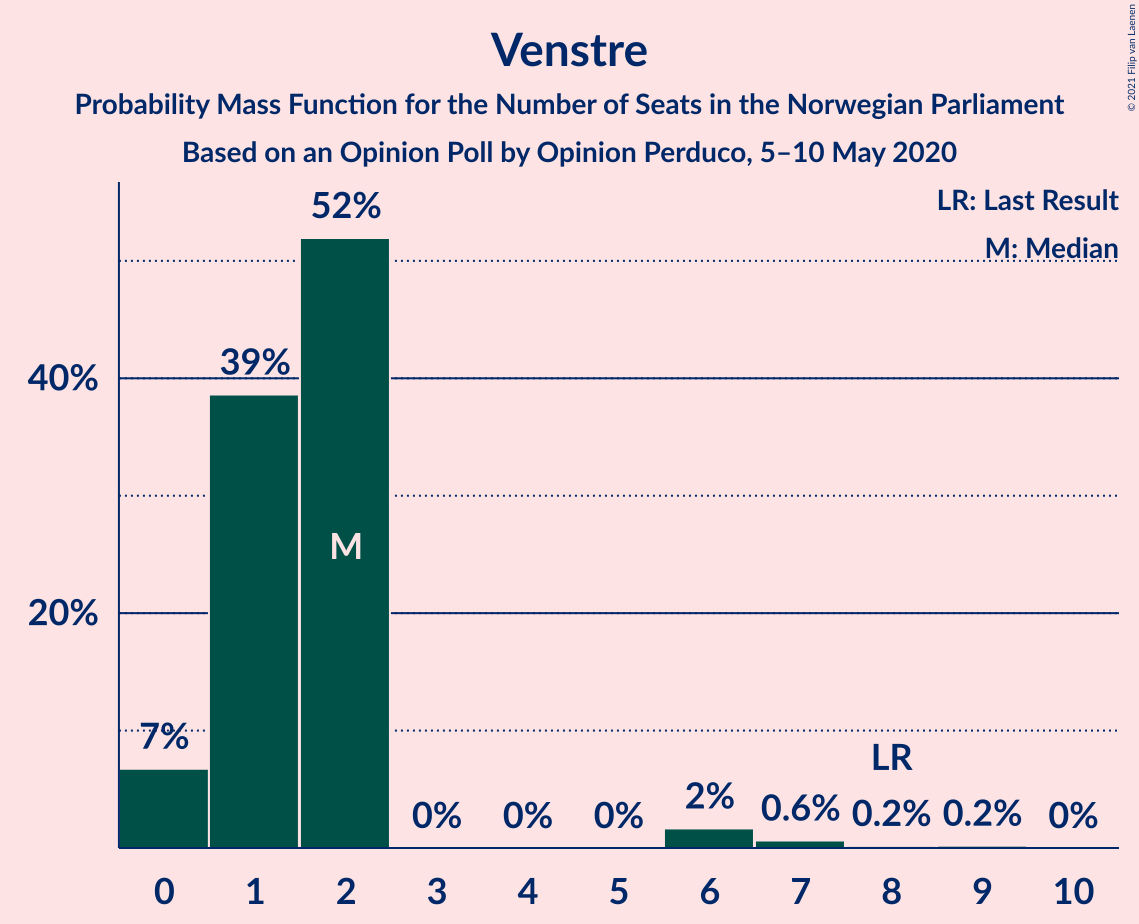 Venstre
Probability Mass Function for the Number of Seats in the Norwegian Parliament
Based on an Opinion Poll by Opinion Perduco, 5–10 May 2020
© 2021 Filip van Laenen
LR: Last Result
M: Median
52%
39%
40%
M
20%
7%
LR
0% 0% 0% 2% 0.6% 0.2% 0.2% 0%
0 1 2 3 4 5 6 7 8 9 10